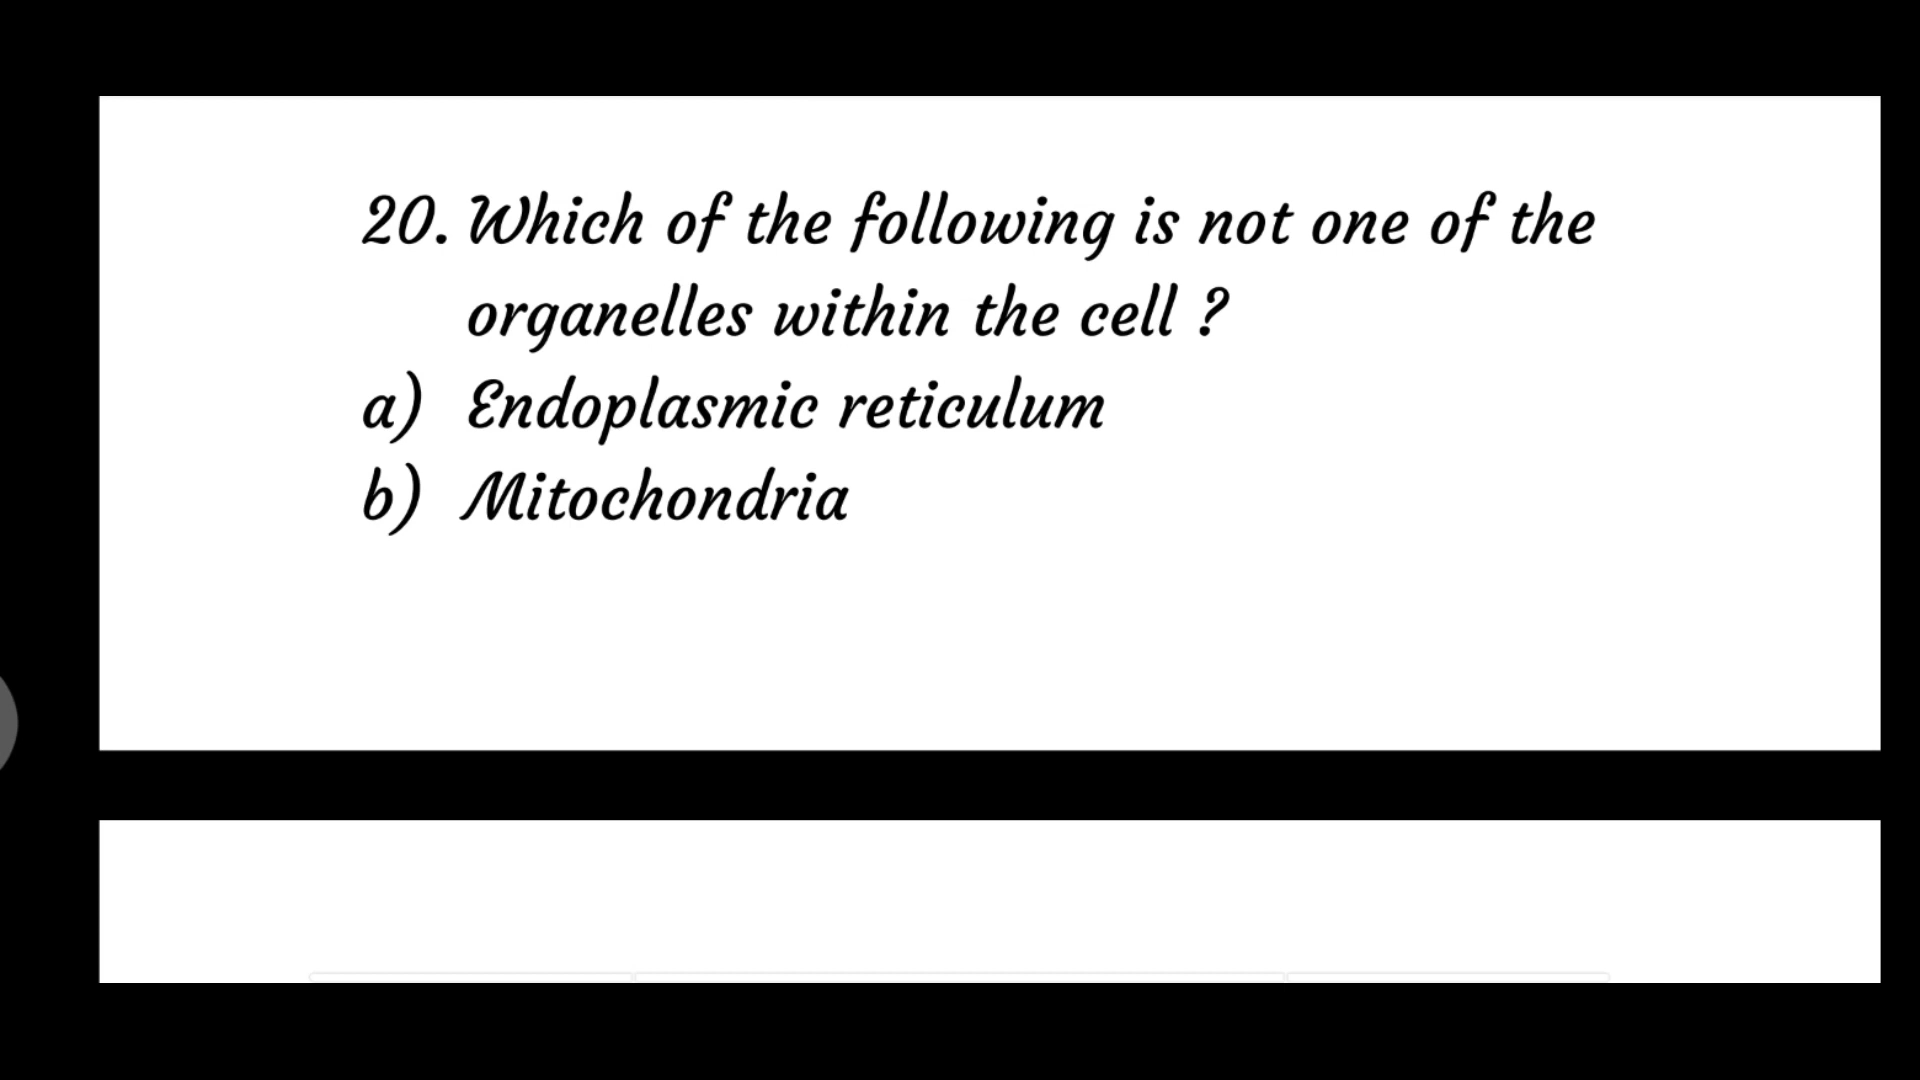 20. Which of the following is not one of the
organelles within the cell ?
a) Endoplasmic reticulum
b) Mitochondria